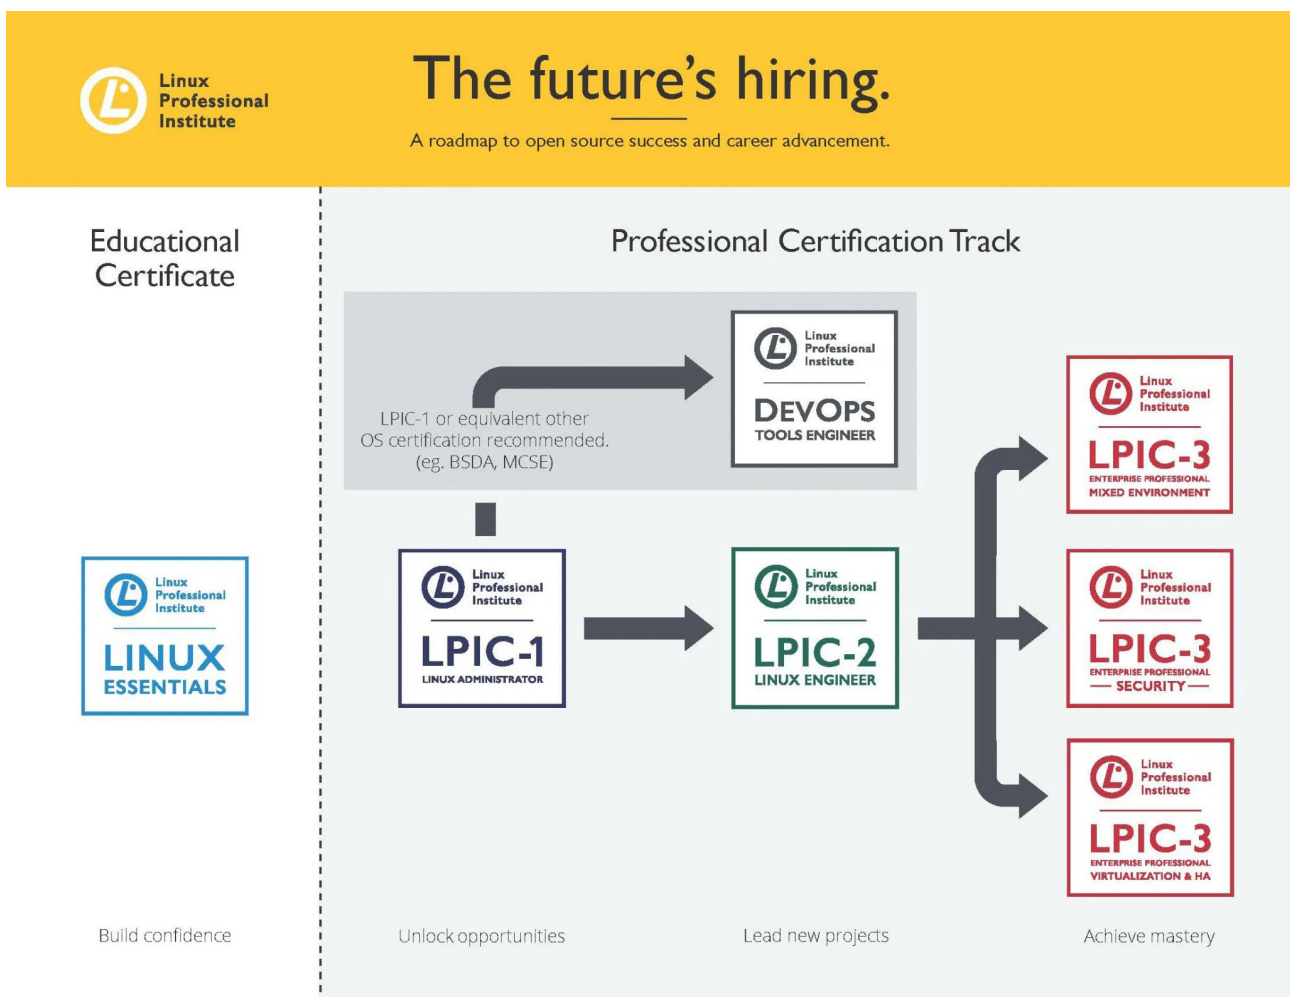 Linux
Professional
Institute
The future's hiring.
A roadmap to open source success and career advancement.
Educational
Certificate
Professional Certification Track
LPIC-1 or equivalent other
OS certification recommended.
(eg. BSDA, MCSE)
Linux
Professional
Institute
DEVOPS
TOOLS ENGINEER
Linux
Professional
Institute
LINUX
ESSENTIALS
Linux
Professional
Institute
LPIC-1
LINUX ADMINISTRATOR
Linux
Professional
Institute
LPIC-2
LINUX ENGINEER
Linux
Professional
Institute
LPIC-3
ENTERPRISE PROFESSIONAL
MIXED ENVIRONMENT
Linux
Professional
Institute
LPIC-3
ENTERPRISE PROFESSIONAL
SECURITY
Linux
Professional
Institute
LPIC-3
ENTERPRISE PROFESSIONAL
VIRTUALIZATION & HA
Build confidence
Unlock opportunities
Lead new projects
Achieve mastery